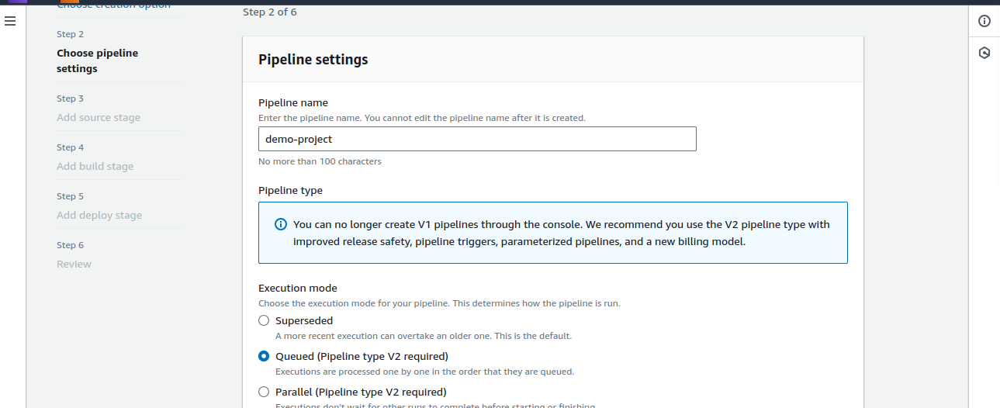 Choose creation option
Step 2
Choose pipeline
settings
Step 3
Add source stage
Step 4
Add build stage
Step 5
Add deploy stage
Step 6
Review
Step 2 of 6
Pipeline settings
Pipeline name
Enter the pipeline name. You cannot edit the pipeline name after it is created.
demo-project
No more than 100 characters
Pipeline type
You can no longer create V1 pipelines through the console. We recommend you use the V2 pipeline type with
improved release safety, pipeline triggers, parameterized pipelines, and a new billing model.
Execution mode
Choose the execution mode for your pipeline. This determines how the pipeline is run.
Superseded
A more recent execution can overtake an older one. This is the default.
Queued (Pipeline type V2 required)
Executions are processed one by one in the order that they are queued.
Parallel (Pipeline type V2 required)
Executions don't wait for other runs to complete before starting or finishing.